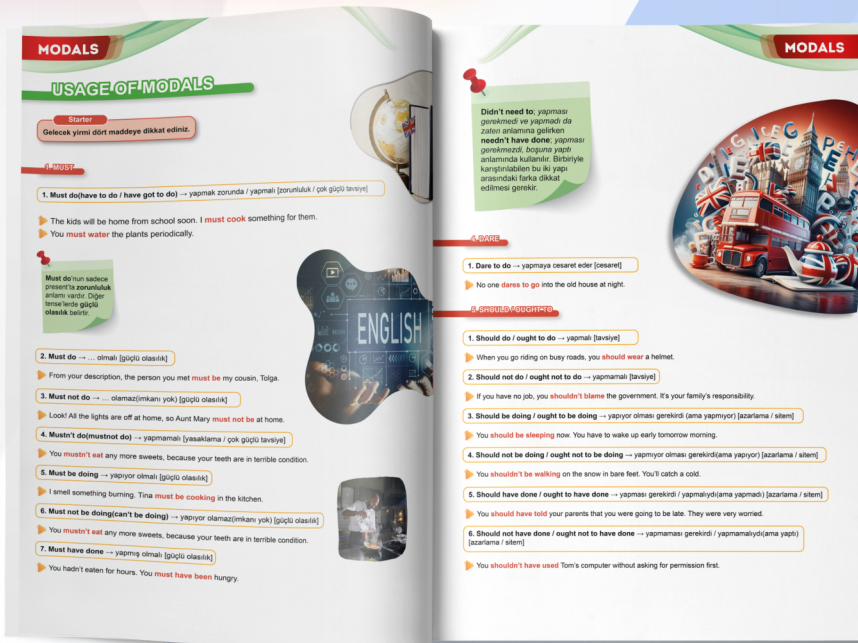 MODALS
USAGE OF MODALS
Starter
Gelecek yirmi dört maddeye dikkat ediniz.
1. MUST
1. Must do(have to do / have got to do) → yapmak zorunda / yapmalı [zorunluluk / çok güçlü tavsiye]
The kids will be home from school soon. I must cook something for them.
You must water the plants periodically.
Must do'nun sadece
present'ta zorunluluk
anlamı vardır. Diğer
tense'lerde güçlü
olasılık belirtir.
ENGLISH
2. Must do → ... olmalı [güçlü olasılık]
From your description, the person you met must be my cousin, Tolga.
3. Must not do → ... olamaz(imkanı yok) [güçlü olasılık]
Look! All the lights are off at home, so Aunt Mary must not be at home.
4. Mustn't do(mustnot do) → yapmamalı [yasaklama / çok güçlü tavsiye]
You mustn't eat any more sweets, because your teeth are in terrible condition.
5. Must be doing → yapıyor olmalı [güçlü olasılık]
I smell something burning. Tina must be cooking in the kitchen.
6. Must not be doing(can't be doing) → yapıyor olamaz(imkanı yok) [güçlü olasılık]
You mustn't eat any more sweets, because your teeth are in terrible condition.
7. Must have done → yapmış olmalı [güçlü olasılık]
You hadn't eaten for hours. You must have been hungry.
MODALS
Didn't need to; yapması
gerekmedi ve yapmadı da
zaten anlamına gelirken
needn't have done; yapması
gerekmezdi, boşuna yaptı
anlamında kullanılır. Birbiriyle
karıştırılabilen bu iki yapı
arasındaki farka dikkat
edilmesi gerekir.
4. DARE
1. Dare to do → yapmaya cesaret eder [cesaret]
No one dares to go into the old house at night.
5. SHOULD / OUGHT TO
1. Should do / ought to do → yapmalı [tavsiye]
When you go riding on busy roads, you should wear a helmet.
2. Should not do / ought not to do → yapmamalı [tavsiye]
If you have no job, you shouldn't blame the government. It's your family's responsibility.
3. Should be doing / ought to be doing → yapıyor olması gerekirdi (ama yapmıyor) [azarlama / sitem]
You should be sleeping now. You have to wake up early tomorrow morning.
4. Should not be doing / ought not to be doing → yapmıyor olması gerekirdi(ama yapıyor) [azarlama / sitem]
You shouldn't be walking on the snow in bare feet. You'll catch a cold.
5. Should have done / ought to have done → yapması gerekirdi / yapmalıydı(ama yapmadı) [azarlama / sitem]
You should have told your parents that you were going to be late. They were very worried.
6. Should not have done / ought not to have done → yapmaması gerekirdi / yapmamalıydı(ama yaptı)
[azarlama / sitem]
You shouldn't have used Tom's computer without asking for permission first.